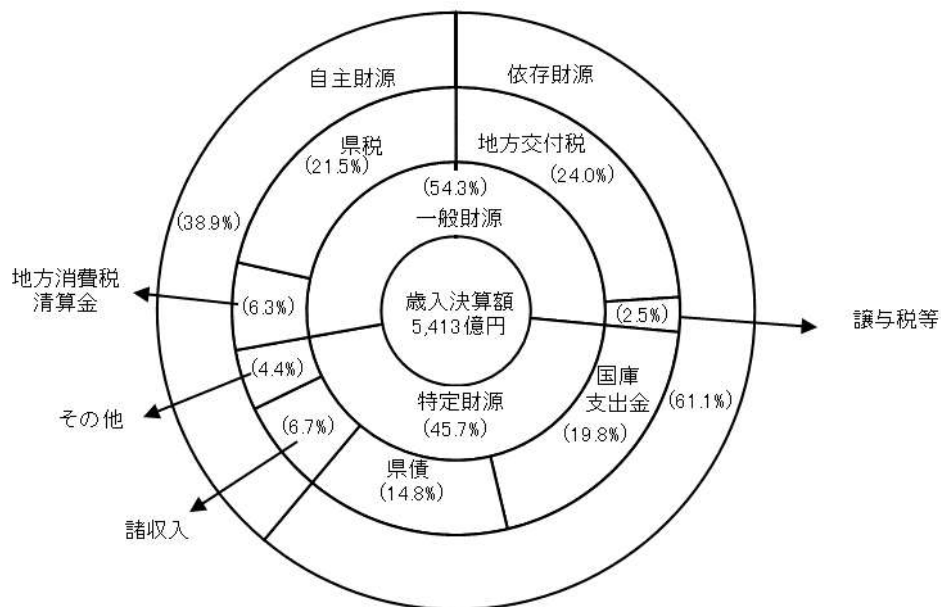 自主財源
依存財源
県税
(21.5%)
地方交付税
(24.0%)
(54.3%)
一般財源
(38.9%)
地方消費税
清算金
(6.3%)
歳入決算額
5,413億円
(2.5%)
譲与税等
(4.4%)
その他
特定財源
(45.7%)
国庫
支出金
(19.8%)
(61.1%)
(6.7%)
諸収入
県債
(14.8%)